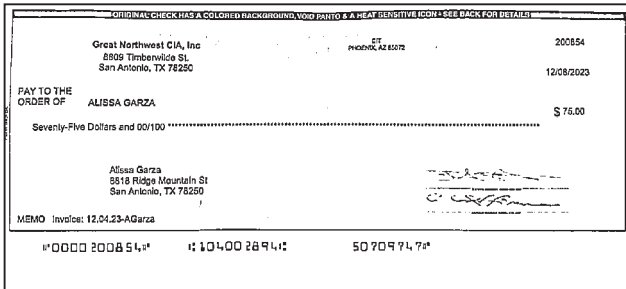 ORIGINAL CHECK HAS A COLORED BACKGROUND, VOID PANTO & A HEAT SENSITIVE ICON - SEE BACK FOR DETAILS
Great Northwest CIA, Inc
8809 Timberwilde St.
San Antonio, TX 78250
CIT
PHOENIX, AZ 85072
200854
12/08/2023
PAY TO THE
ORDER OF ALISSA GARZA
$ 75.00
Seventy-Five Dollars and 00/100
Alissa Garza
8818 Ridge Mountain St
San Antonio, TX 78250
MEMO Invoice: 12.04.23-AGarza
⑈0000 200854⑈ ⑆104002894⑆ 50709747⑈